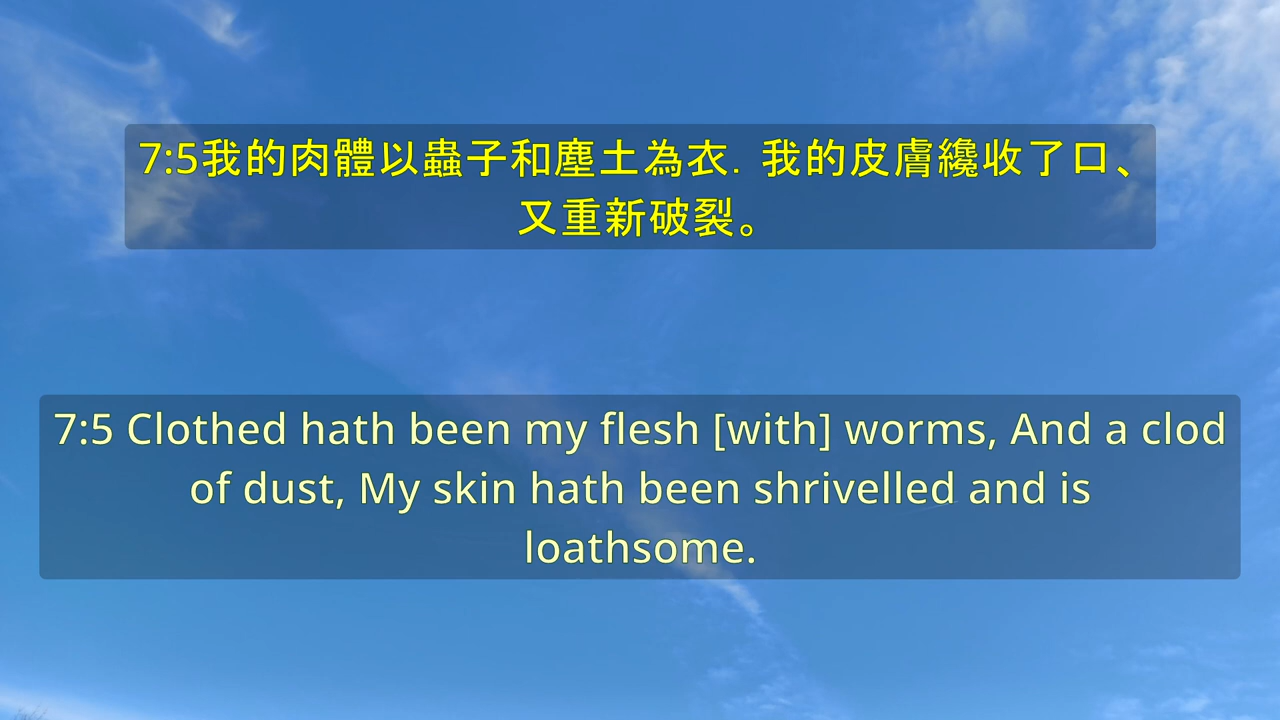 7:5我的肉體以蟲子和塵土為衣．我的皮膚纔收了口、
又重新破裂。
7:5 Clothed hath been my flesh [with] worms, And a clod
of dust, My skin hath been shrivelled and is
loathsome.